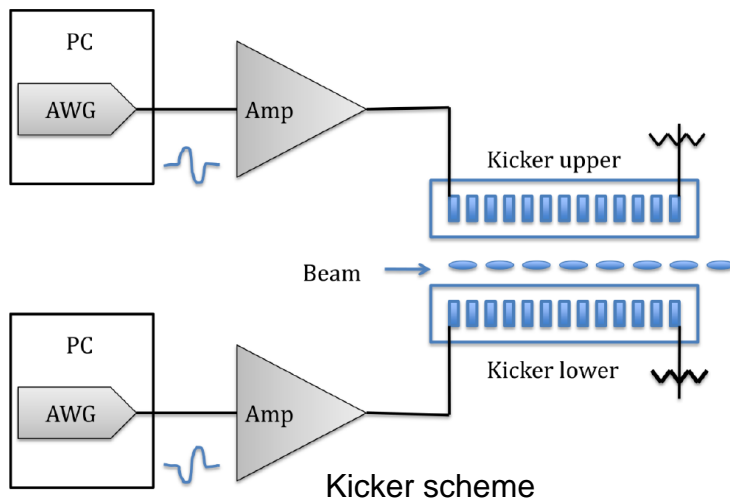 PC
AWG
Amp
Kicker upper
Beam
PC
AWG
Amp
Kicker lower
Kicker scheme